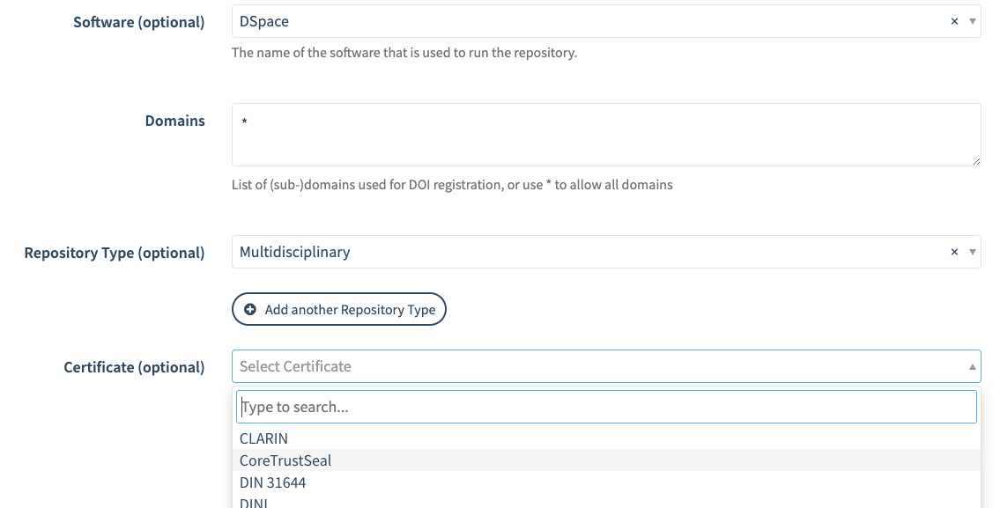 Software (optional)
DSpace
× ▼
The name of the software that is used to run the repository.
Domains
*
List of (sub-)domains used for DOI registration, or use * to allow all domains
Repository Type (optional)
Multidisciplinary
× ▼
Add another Repository Type
Certificate (optional)
Select Certificate
▲
Type to search...
CLARIN
CoreTrustSeal
DIN 31644
DINI